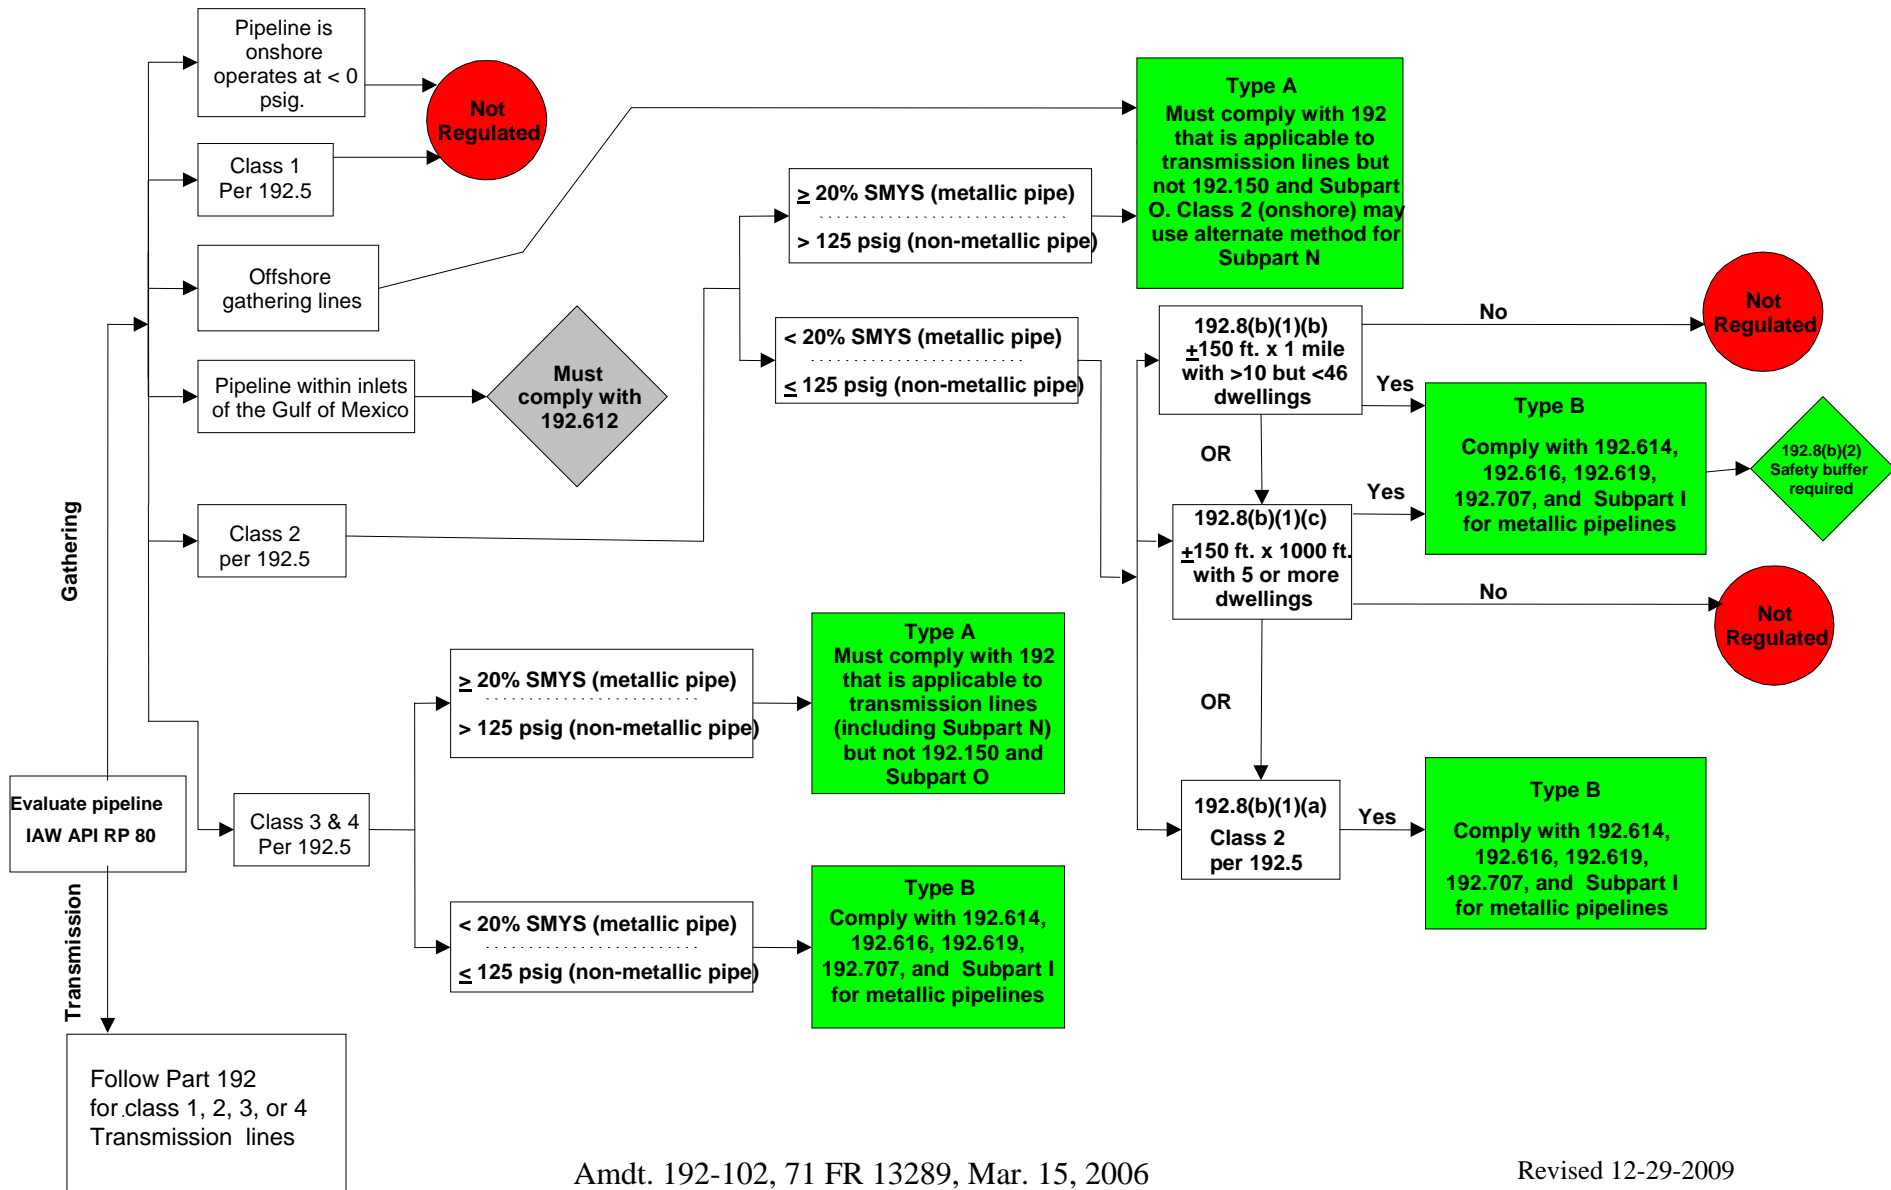 Pipeline is
onshore
operates at < 0
psig.
Not
Regulated
Class 1
Per 192.5
Offshore
gathering lines
Pipeline within inlets
of the Gulf of Mexico
Must
comply with
192.612
Class 2
per 192.5
Gathering
Evaluate pipeline
IAW API RP 80
Transmission
Follow Part 192
for class 1, 2, 3, or 4
Transmission lines
Class 3 & 4
Per 192.5
≥ 20% SMYS (metallic pipe)
> 125 psig (non-metallic pipe)
< 20% SMYS (metallic pipe)
≤ 125 psig (non-metallic pipe)
Type A
Must comply with 192
that is applicable to
transmission lines but
not 192.150 and Subpart
O. Class 2 (onshore) may
use alternate method for
Subpart N
≥ 20% SMYS (metallic pipe)
> 125 psig (non-metallic pipe)
< 20% SMYS (metallic pipe)
≤ 125 psig (non-metallic pipe)
Type A
Must comply with 192
that is applicable to
transmission lines
(including Subpart N)
but not 192.150 and
Subpart O
Type B
Comply with 192.614,
192.616, 192.619,
192.707, and Subpart I
for metallic pipelines
192.8(b)(1)(b)
±150 ft. x 1 mile
with >10 but <46
dwellings
No
Not
Regulated
Yes
OR
Type B
Comply with 192.614,
192.616, 192.619,
192.707, and Subpart I
for metallic pipelines
192.8(b)(2)
Safety buffer
required
192.8(b)(1)(c)
±150 ft. x 1000 ft.
with 5 or more
dwellings
Yes
No
Not
Regulated
OR
192.8(b)(1)(a)
Class 2
per 192.5
Yes
Type B
Comply with 192.614,
192.616, 192.619,
192.707, and Subpart I
for metallic pipelines
Amdt. 192-102, 71 FR 13289, Mar. 15, 2006
Revised 12-29-2009